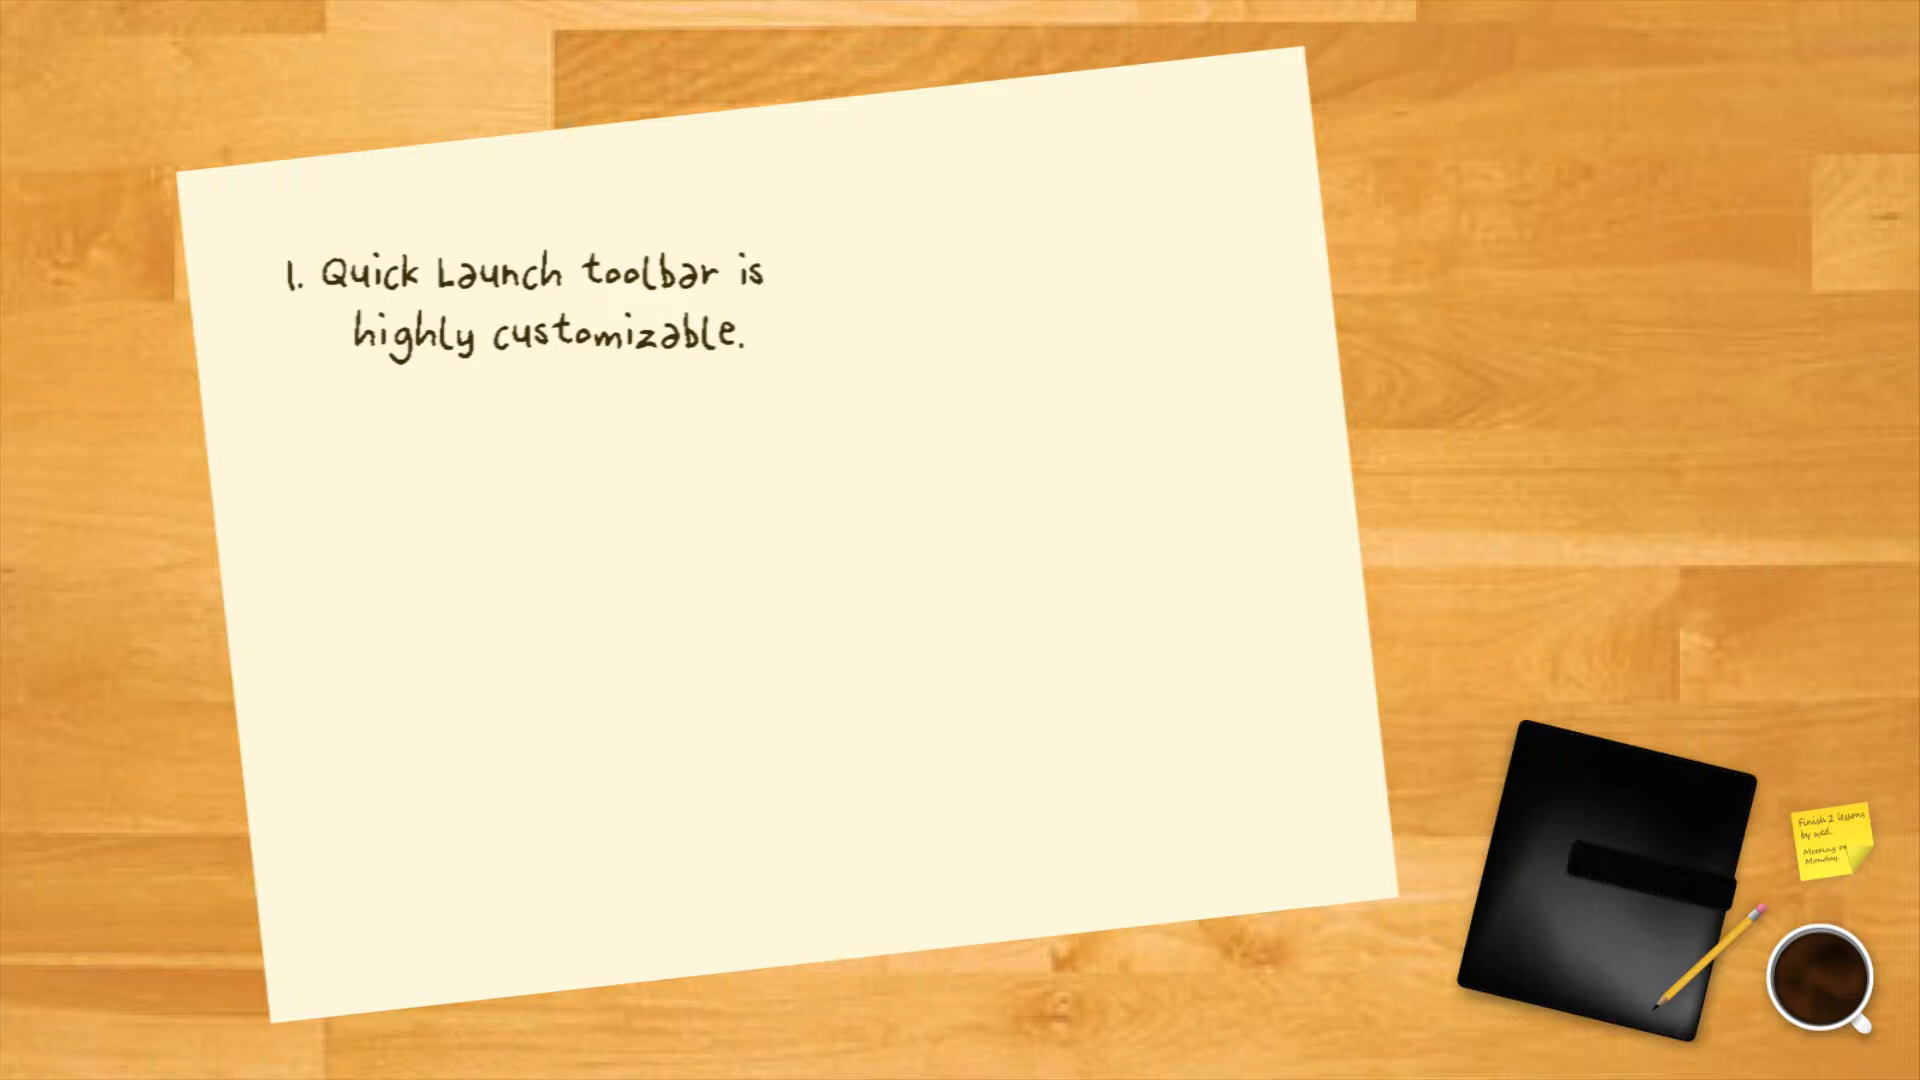 1. Quick Launch toolbar is
highly customizable.
Finish 2 lessons
by wed.
Meeting on
Monday.